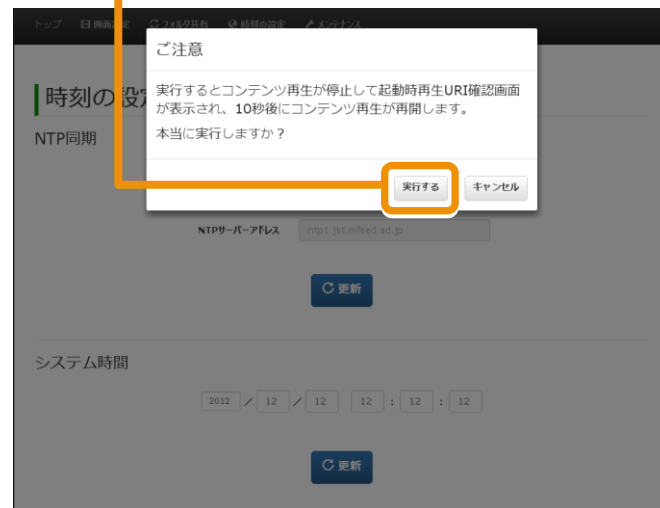 トップ 画面設定 フォルダ共有 時刻の設定 メンテナンス
ご注意
実行するとコンテンツ再生が停止して起動時再生URI確認画面
が表示され、10秒後にコンテンツ再生が再開します。
本当に実行しますか？
実行する キャンセル
時刻の設
NTP同期
NTPサーバーアドレス ntp1.jst.mfeed.ad.jp
更新
システム時間
2012 / 12 / 12 12 : 12 : 12
更新